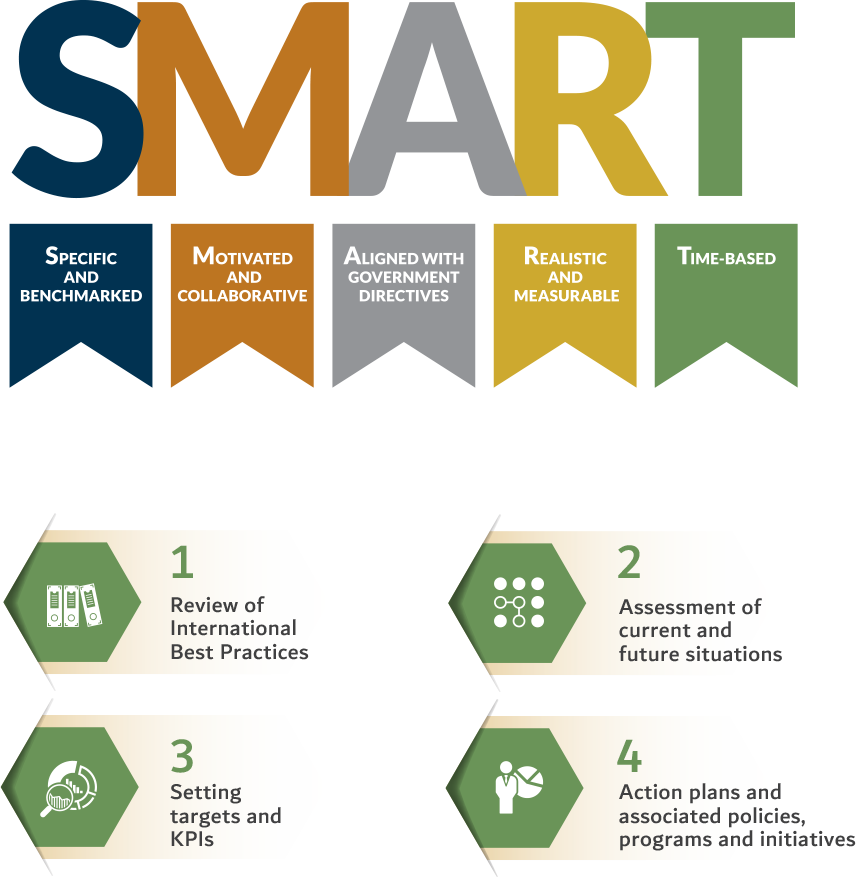 SMART
SPECIFIC
AND
BENCHMARKED
MOTIVATED
AND
COLLABORATIVE
ALIGNED WITH
GOVERNMENT
DIRECTIVES
REALISTIC
AND
MEASURABLE
TIME-BASED
1
Review of
International
Best Practices
2
Assessment of
current and
future situations
3
Setting
targets and
KPIs
4
Action plans and
associated policies,
programs and initiatives